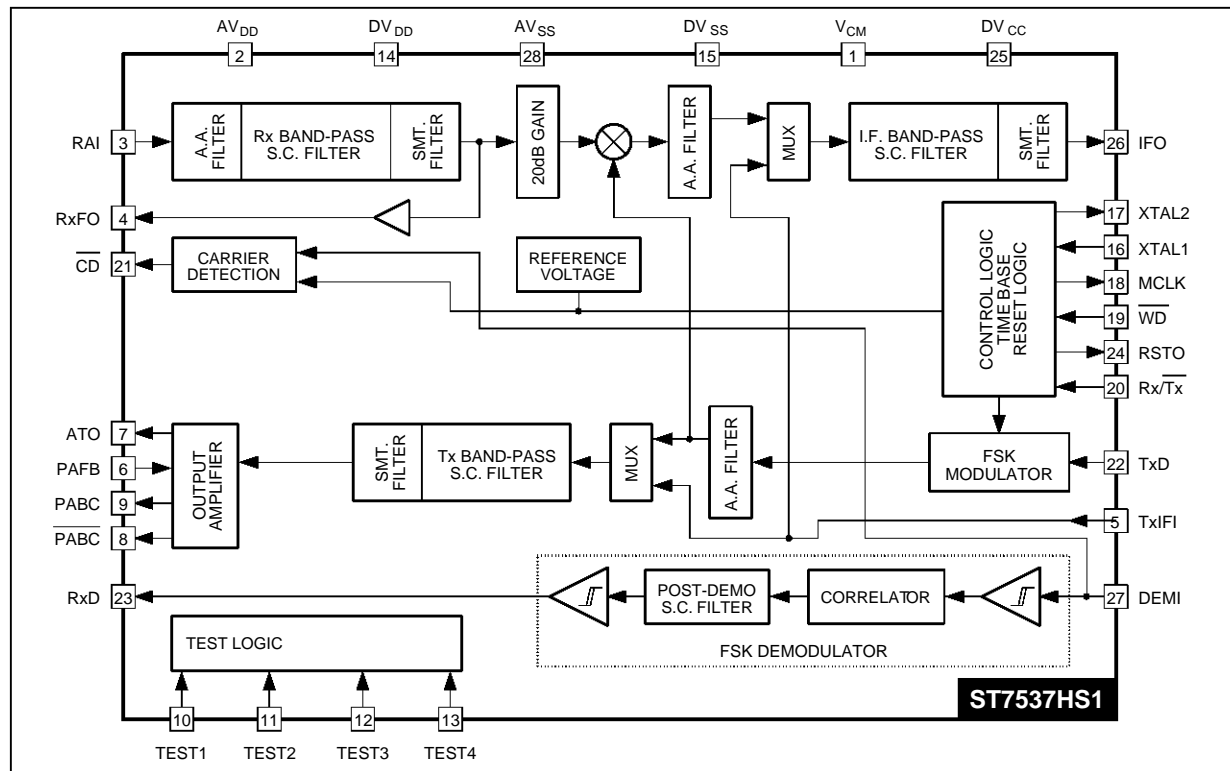 AVDD DVDD AVSS DVSS VCM DVCC
2 14 28 15 1 25
RAI 3
A.A. FILTER
Rx BAND-PASS
S.C. FILTER
SMT. FILTER
20dB GAIN
A.A. FILTER
MUX
I.F. BAND-PASS
S.C. FILTER
SMT. FILTER
26 IFO
RxFO 4
CD 21
CARRIER
DETECTION
REFERENCE
VOLTAGE
CONTROL LOGIC
TIME BASE
RESET LOGIC
17 XTAL2
16 XTAL1
18 MCLK
19 WD
24 RSTO
20 Rx/Tx
ATO 7
PAFB 6
PABC 9
PABC 8
OUTPUT
AMPLIFIER
SMT. FILTER
Tx BAND-PASS
S.C. FILTER
MUX
A.A. FILTER
FSK
MODULATOR
22 TxD
5 TxIFI
RxD 23
POST-DEMO
S.C. FILTER
CORRELATOR
27 DEMI
FSK DEMODULATOR
TEST LOGIC
10 11 12 13
TEST1 TEST2 TEST3 TEST4
ST7537HS1